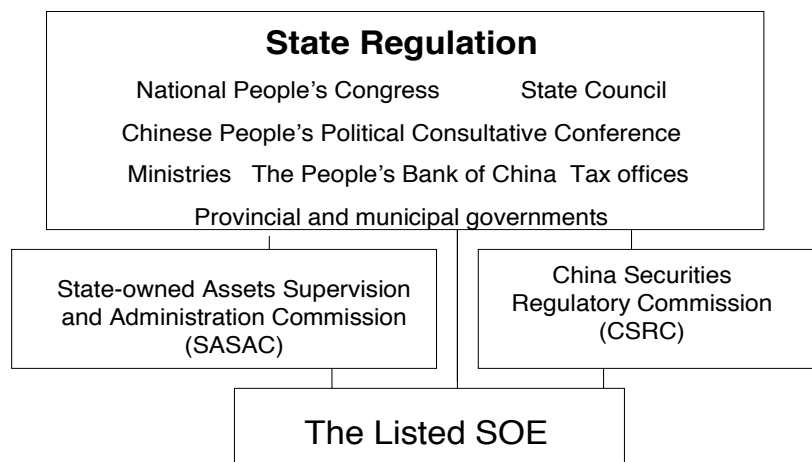 State Regulation
National People’s Congress State Council
Chinese People’s Political Consultative Conference
Ministries The People’s Bank of China Tax offices
Provincial and municipal governments
State-owned Assets Supervision
and Administration Commission
(SASAC)
China Securities
Regulatory Commission
(CSRC)
The Listed SOE